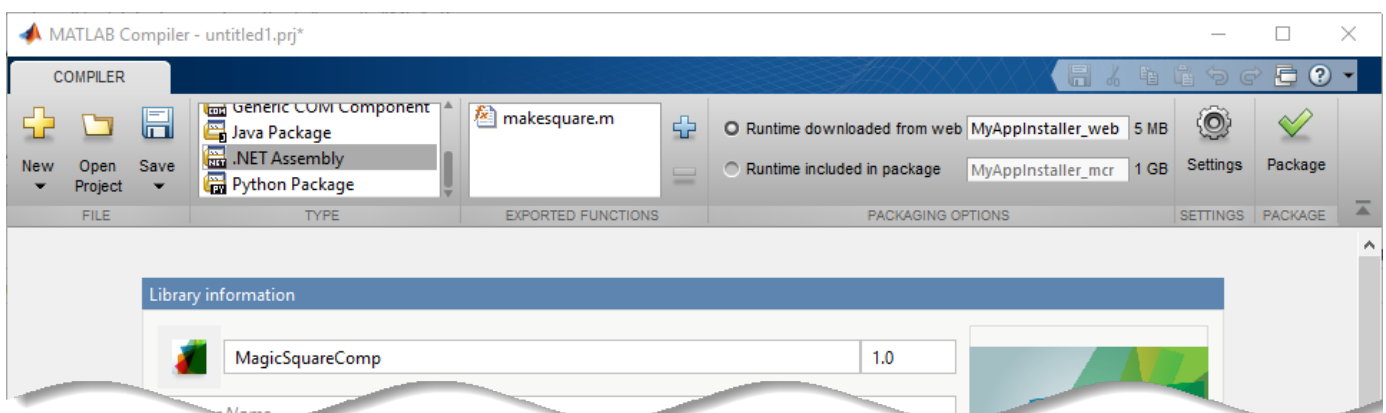 MATLAB Compiler - untitled1.prj*
COMPILER
New
Open Project
Save
FILE
Generic COM Component
Java Package
.NET Assembly
Python Package
TYPE
makesquare.m
EXPORTED FUNCTIONS
Runtime downloaded from web MyAppInstaller_web 5 MB
Runtime included in package MyAppInstaller_mcr 1 GB
PACKAGING OPTIONS
Settings
SETTINGS
Package
PACKAGE
Library information
MagicSquareComp 1.0
Name